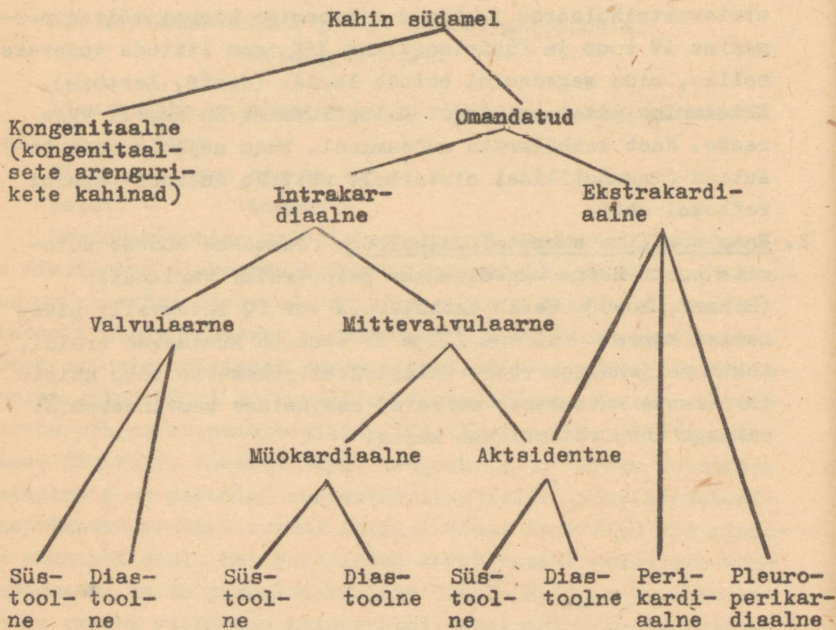 Kahin südamel
Kongenitaalne
(kongenitaal-
sete arenguri-
kete kahinad)
Omandatud
Intrakar-
diaalne
Ekstrakardi-
aalne
Valvulaarne
Mittevalvulaarne
Müokardiaalne
Aktsidentne
Süs-
tool-
ne
Dias-
tool-
ne
Süs-
tool-
ne
Dias-
toolne
Süs-
tool-
ne
Dias-
toolne
Peri-
kardi-
aalne
Pleuro-
perikar-
diaalne